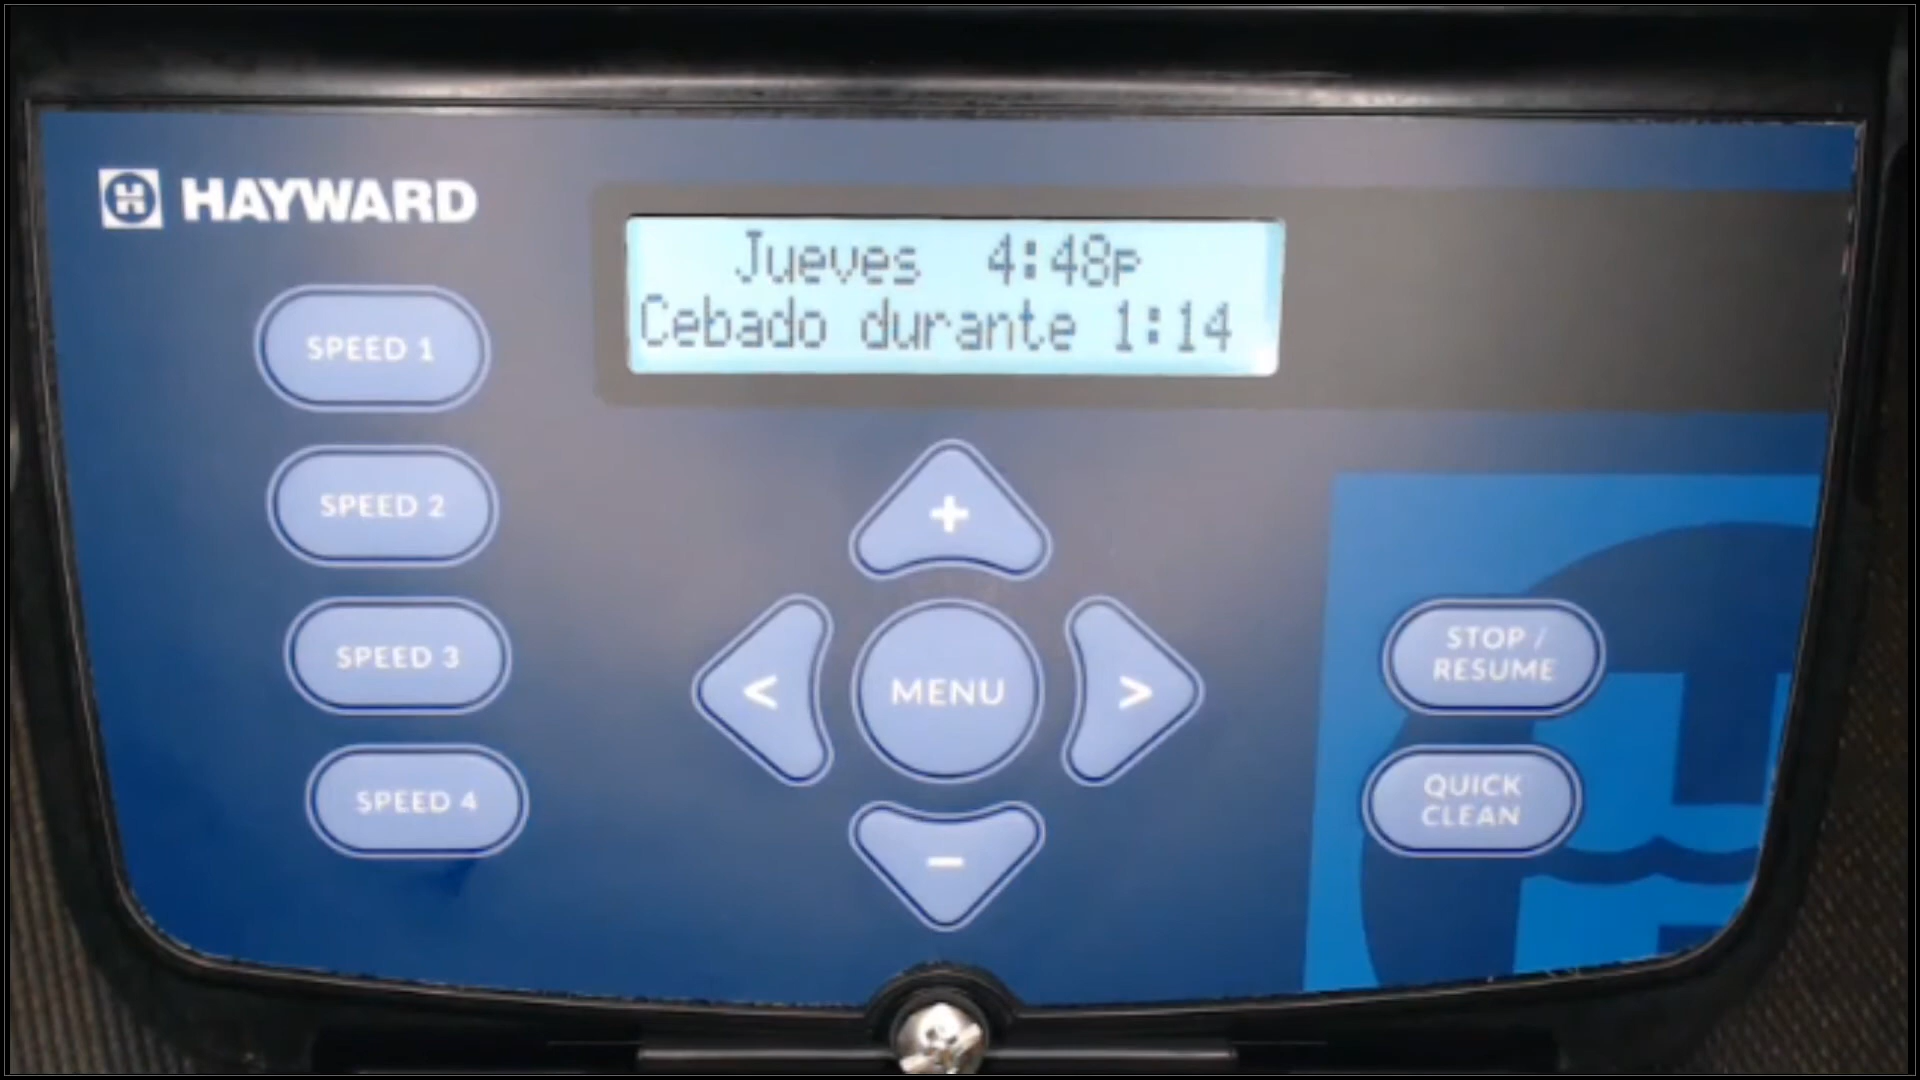 HAYWARD
Jueves 4:48P
Cebado durante 1:14
SPEED 1
SPEED 2
SPEED 3
SPEED 4
+
<
MENU
>
−
STOP /
RESUME
QUICK
CLEAN